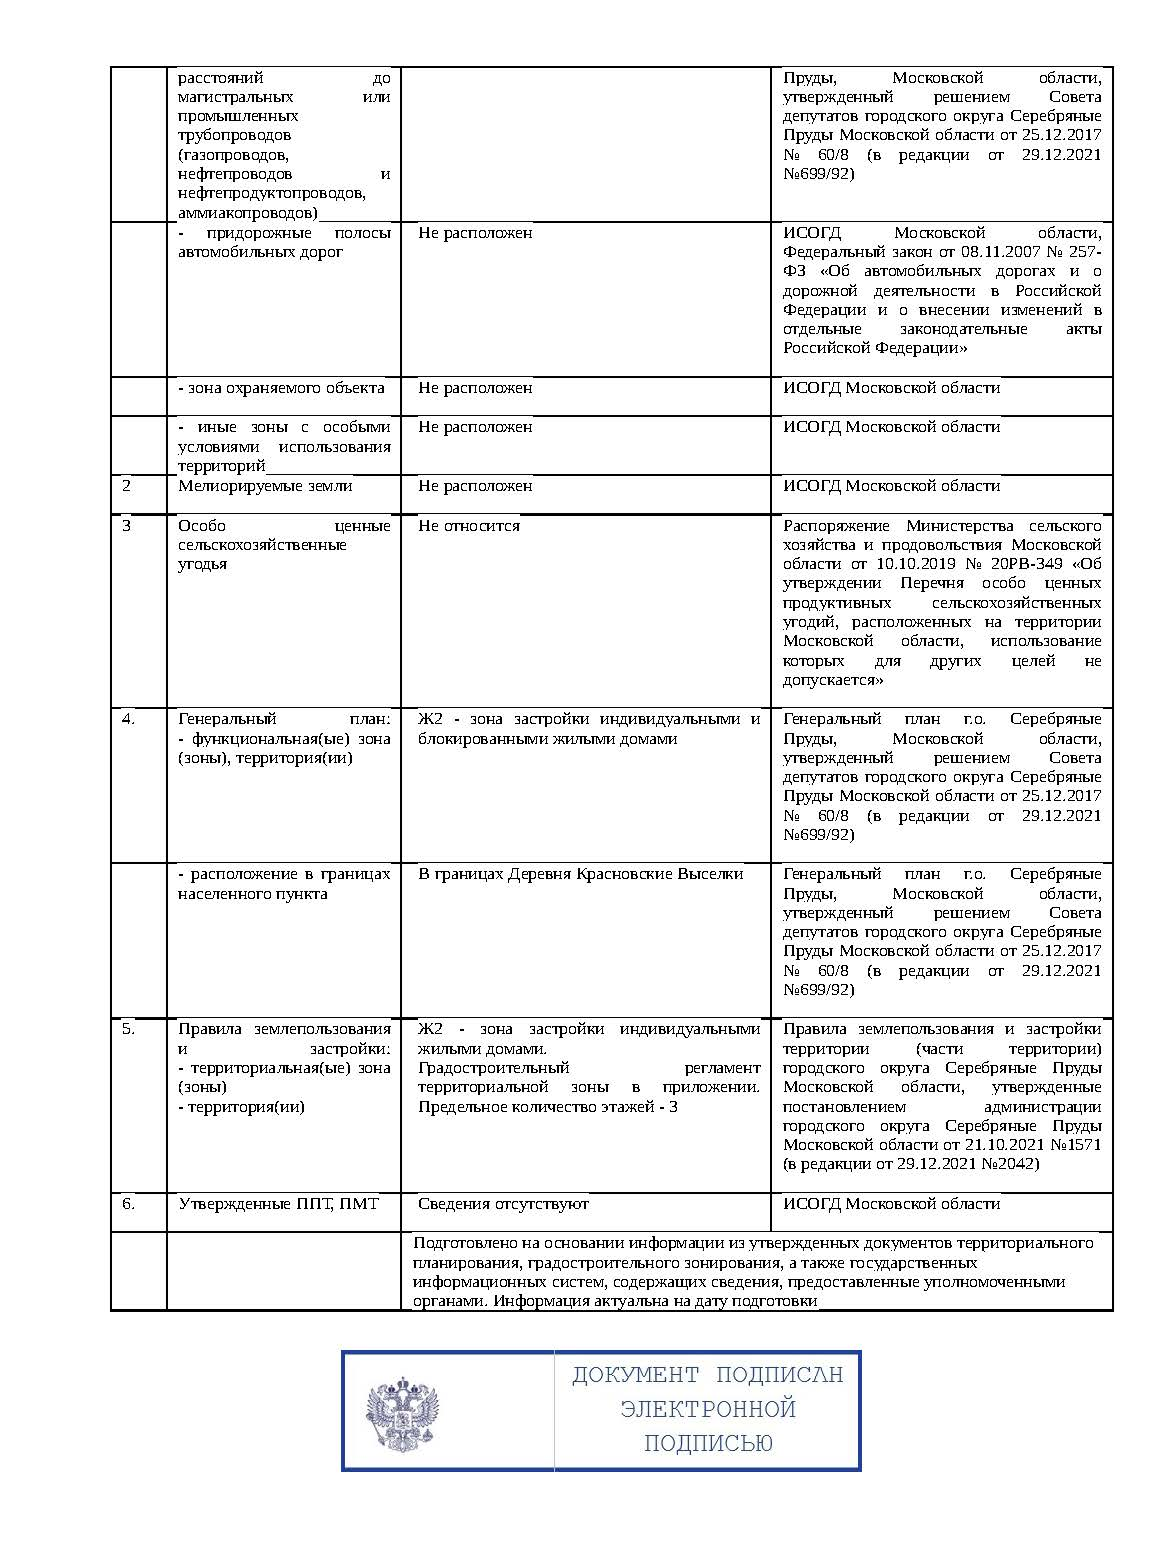 расстояний до
магистральных или
промышленных
трубопроводов
(газопроводов,
нефтепроводов и
нефтепродуктопроводов,
аммиакопроводов)
Пруды, Московской области,
утвержденный решением Совета
депутатов городского округа Серебряные
Пруды Московской области от 25.12.2017
№ 60/8 (в редакции от 29.12.2021
№699/92)
- придорожные полосы
автомобильных дорог
Не расположен
ИСОГД Московской области,
Федеральный закон от 08.11.2007 № 257-
ФЗ «Об автомобильных дорогах и о
дорожной деятельности в Российской
Федерации и о внесении изменений в
отдельные законодательные акты
Российской Федерации»
- зона охраняемого объекта
Не расположен
ИСОГД Московской области
- иные зоны с особыми
условиями использования
территорий
Не расположен
ИСОГД Московской области
2
Мелиорируемые земли
Не расположен
ИСОГД Московской области
3
Особо ценные
сельскохозяйственные
угодья
Не относится
Распоряжение Министерства сельского
хозяйства и продовольствия Московской
области от 10.10.2019 № 20РВ-349 «Об
утверждении Перечня особо ценных
продуктивных сельскохозяйственных
угодий, расположенных на территории
Московской области, использование
которых для других целей не
допускается»
4.
Генеральный план:
- функциональная(ые) зона
(зоны), территория(ии)
Ж2 - зона застройки индивидуальными и
блокированными жилыми домами
Генеральный план г.о. Серебряные
Пруды, Московской области,
утвержденный решением Совета
депутатов городского округа Серебряные
Пруды Московской области от 25.12.2017
№ 60/8 (в редакции от 29.12.2021
№699/92)
- расположение в границах
населенного пункта
В границах Деревня Красновские Выселки
Генеральный план г.о. Серебряные
Пруды, Московской области,
утвержденный решением Совета
депутатов городского округа Серебряные
Пруды Московской области от 25.12.2017
№ 60/8 (в редакции от 29.12.2021
№699/92)
5.
Правила землепользования
и застройки:
- территориальная(ые) зона
(зоны)
- территория(ии)
Ж2 - зона застройки индивидуальными
жилыми домами.
Градостроительный регламент
территориальной зоны в приложении.
Предельное количество этажей - 3
Правила землепользования и застройки
территории (части территории)
городского округа Серебряные Пруды
Московской области, утвержденные
постановлением администрации
городского округа Серебряные Пруды
Московской области от 21.10.2021 №1571
(в редакции от 29.12.2021 №2042)
6.
Утвержденные ППТ, ПМТ
Сведения отсутствуют
ИСОГД Московской области
Подготовлено на основании информации из утвержденных документов территориального
планирования, градостроительного зонирования, а также государственных
информационных систем, содержащих сведения, предоставленные уполномоченными
органами. Информация актуальна на дату подготовки
ДОКУМЕНТ ПОДПИСАН
ЭЛЕКТРОННОЙ
ПОДПИСЬЮ